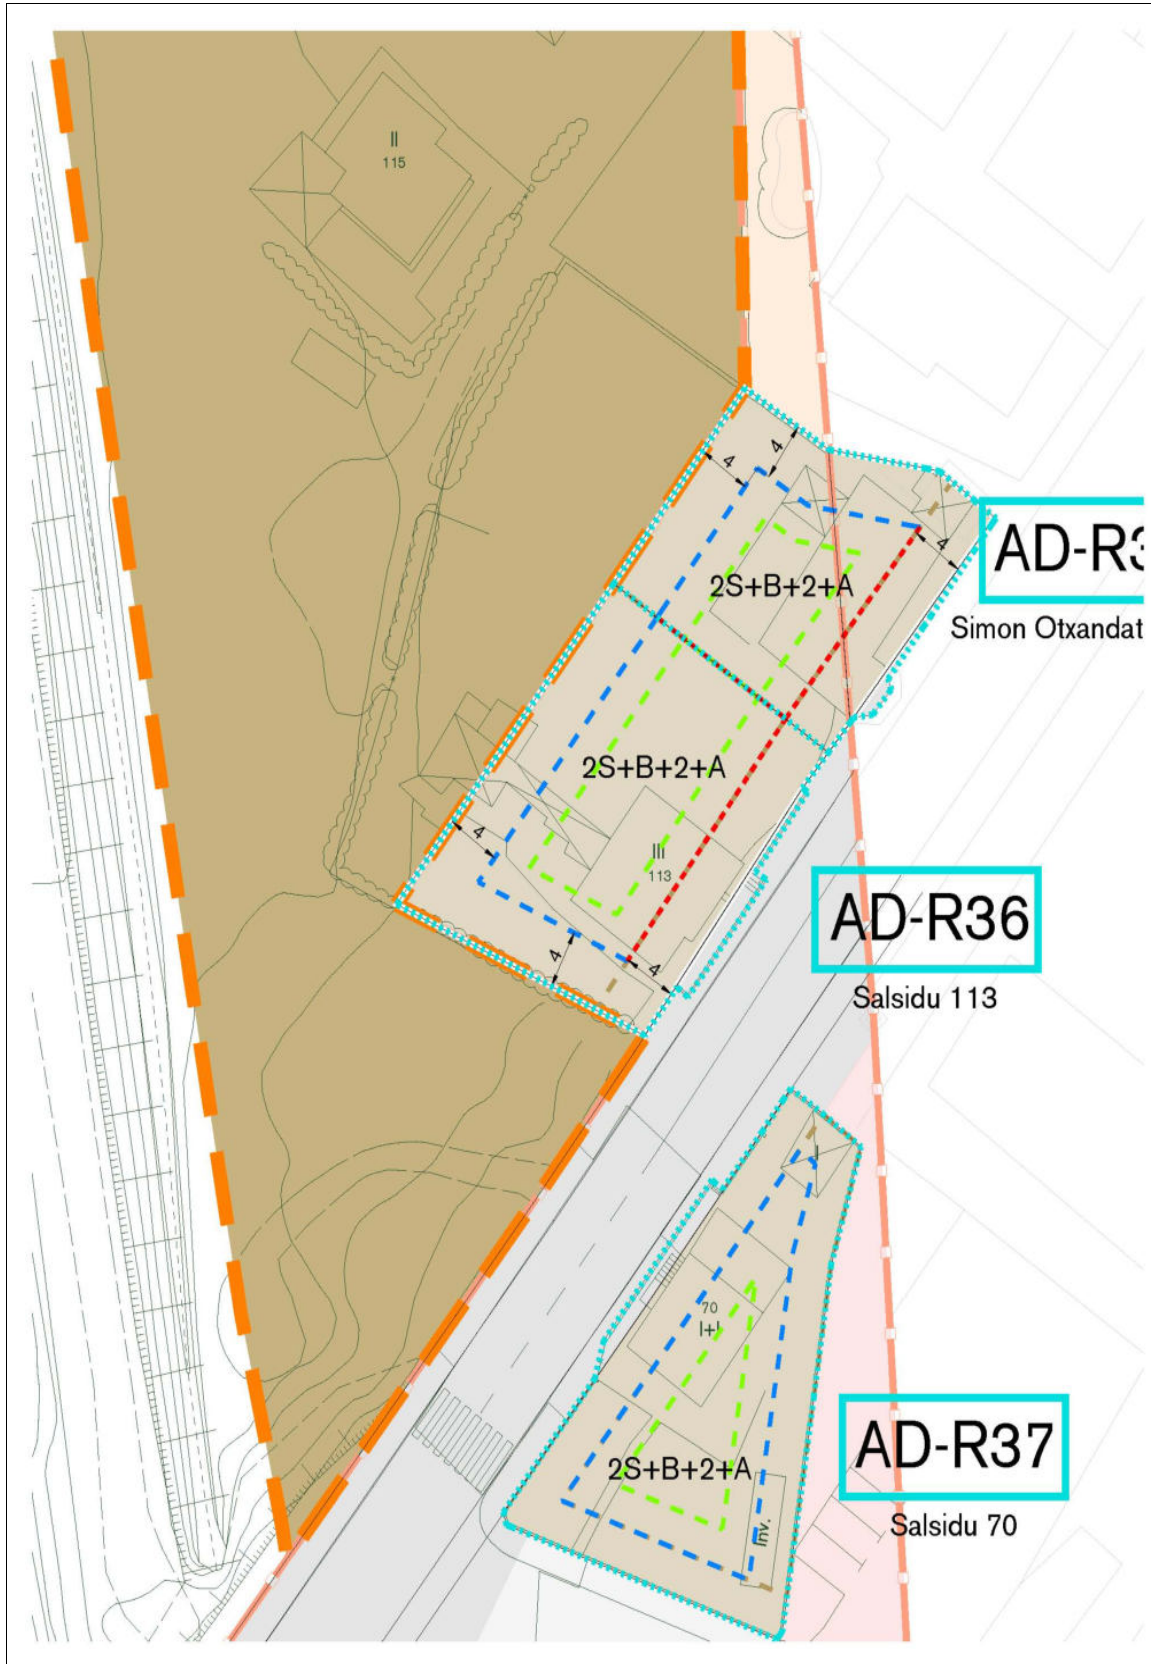 II
115
4
4
4
2S+B+2+A
AD-R3
Simon Otxandat
2S+B+2+A
4
III
113
AD-R36
4
4
Salsidu 113
I
70
I+I
AD-R37
2S+B+2+A
Inv.
Salsidu 70